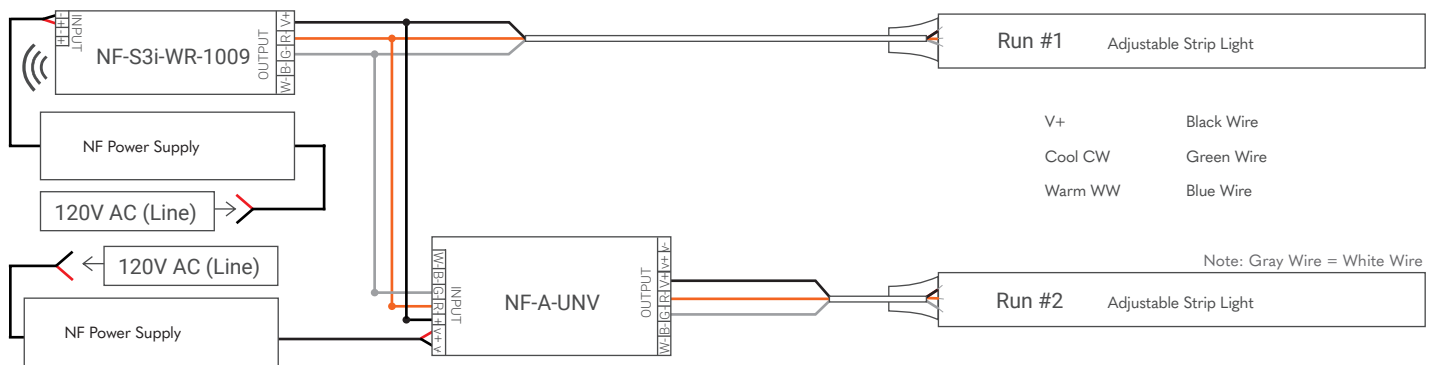 INPUT
- + - +
NF-S3i-WR-1009
OUTPUT
V+
R-
G-
B-
W-
Run #1 Adjustable Strip Light
NF Power Supply
V+ Black Wire
Cool CW Green Wire
Warm WW Blue Wire
120V AC (Line)
120V AC (Line)
Note: Gray Wire = White Wire
W-
B-
G-
R-
+
V+
V-
INPUT
NF-A-UNV
OUTPUT
V-
V+
V+
R-
G-
B-
W-
Run #2 Adjustable Strip Light
NF Power Supply